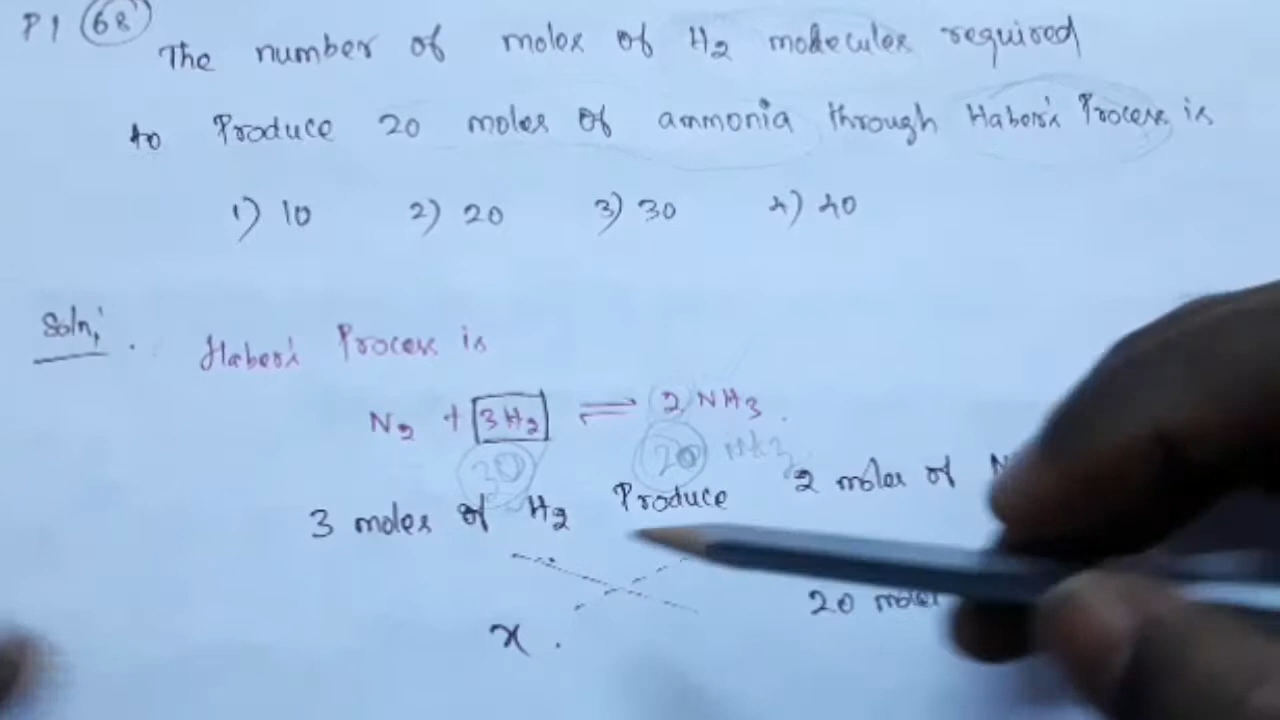 P1 68
The number of moles of H2 molecules required
to Produce 20 moles of ammonia through Haber's Process is
1) 10 2) 20 3) 30 4) 40
Soln;
Haber's Process is
N2 + 3H2 ⇌ 2 NH3.
30 20 NH3
3 moles of H2 Produce 2 moles of
x. 20 moles